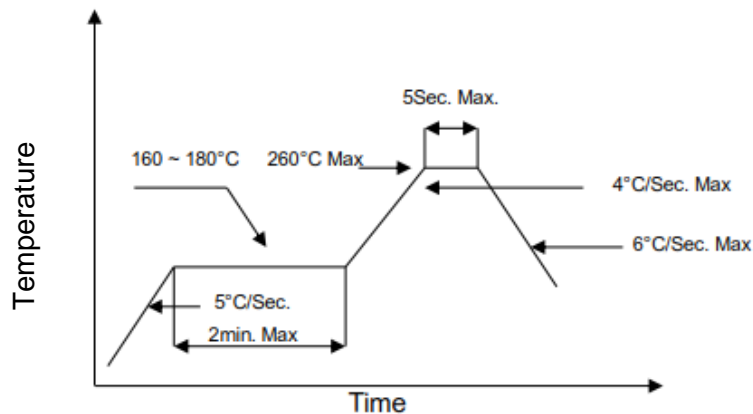 5Sec. Max.
160 ~ 180°C
260°C Max
4°C/Sec. Max
6°C/Sec. Max
Temperature
5°C/Sec.
2min. Max
Time